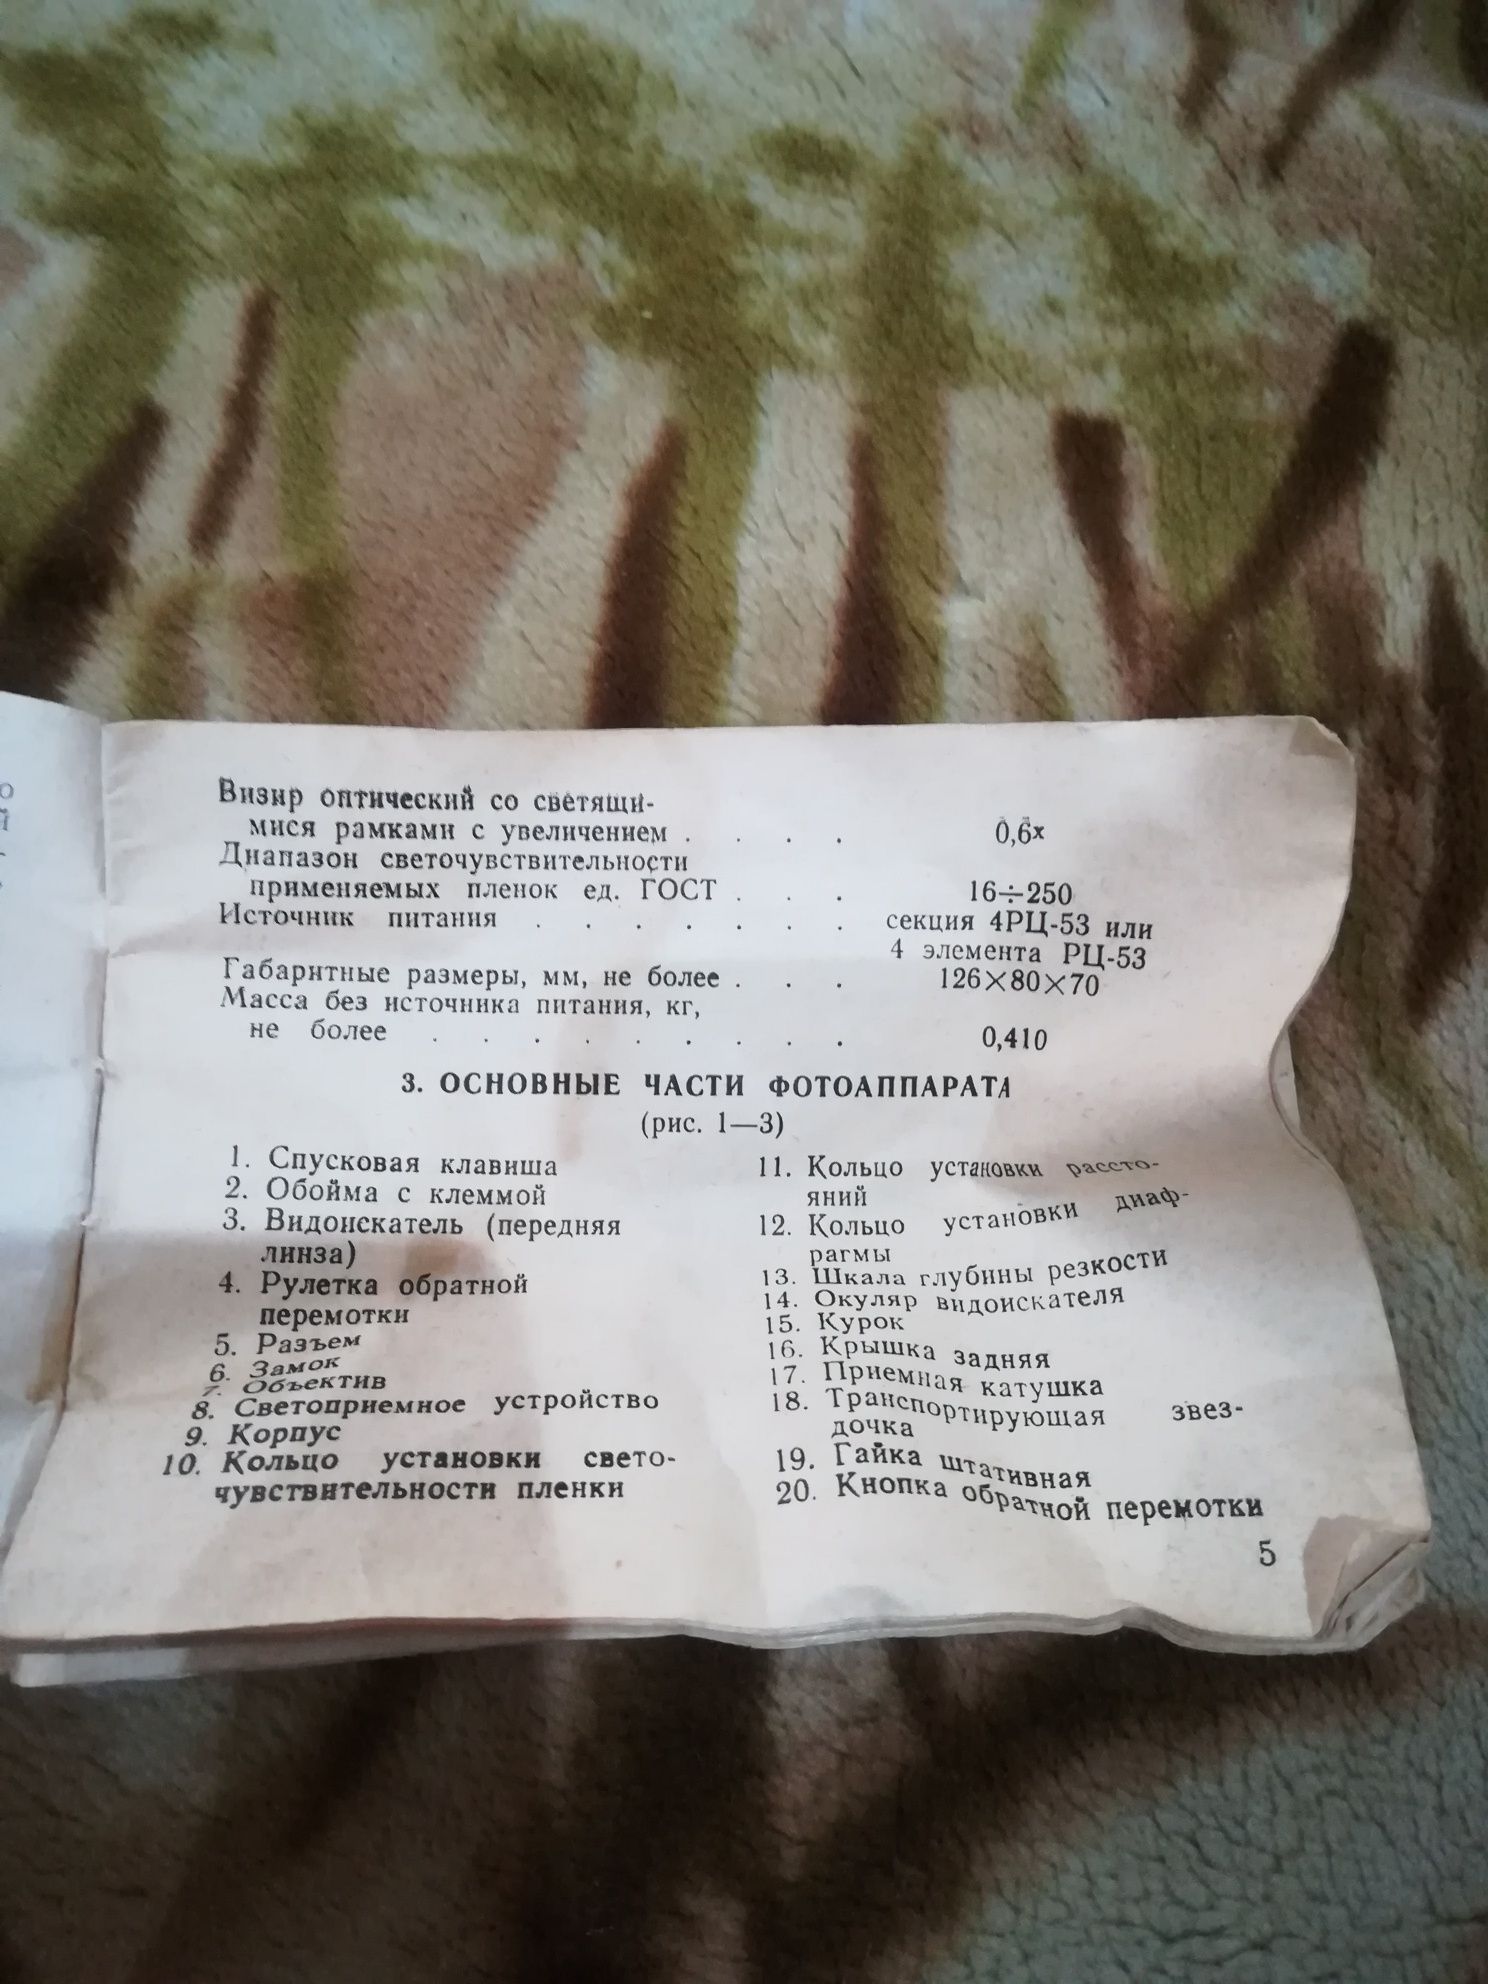 Визир оптический со светящи-
мися рамками с увеличением . . . . 0,6х
Диапазон светочувствительности
применяемых пленок ед. ГОСТ . . . 16÷250
Источник питания . . . . . . . секция 4РЦ-53 или
4 элемента РЦ-53
Габаритные размеры, мм, не более . . . 126×80×70
Масса без источника питания, кг,
не более . . . . . . . . . 0,410
3. ОСНОВНЫЕ ЧАСТИ ФОТОАППАРАТА
(рис. 1—3)
1. Спусковая клавиша
2. Обойма с клеммой
3. Видоискатель (передняя
линза)
4. Рулетка обратной
перемотки
5. Разъем
6. Замок
7. Объектив
8. Светоприемное устройство
9. Корпус
10. Кольцо установки свето-
чувствительности пленки
11. Кольцо установки рассто-
яний
12. Кольцо установки диаф-
рагмы
13. Шкала глубины резкости
14. Окуляр видоискателя
15. Курок
16. Крышка задняя
17. Приемная катушка
18. Транспортирующая звез-
дочка
19. Гайка штативная
20. Кнопка обратной перемотки
5